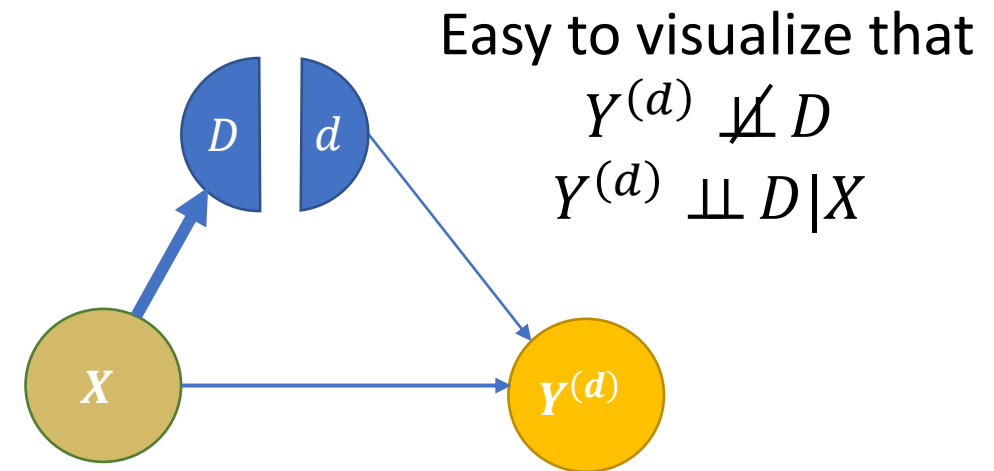 Easy to visualize that
Y^(d) ⫫̸ D
Y^(d) ⫫ D|X
D
d
X
Y^(d)